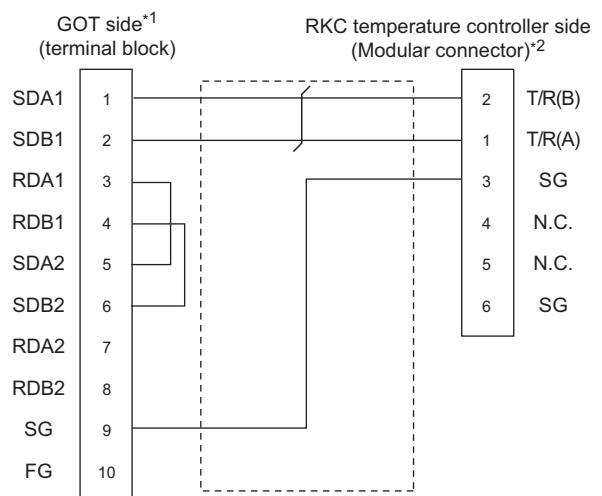 GOT side*1
(terminal block)
RKC temperature controller side
(Modular connector)*2
SDA1 1 2 T/R(B)
SDB1 2 1 T/R(A)
RDA1 3 3 SG
RDB1 4 4 N.C.
SDA2 5 5 N.C.
SDB2 6 6 SG
RDA2 7
RDB2 8
SG 9
FG 10